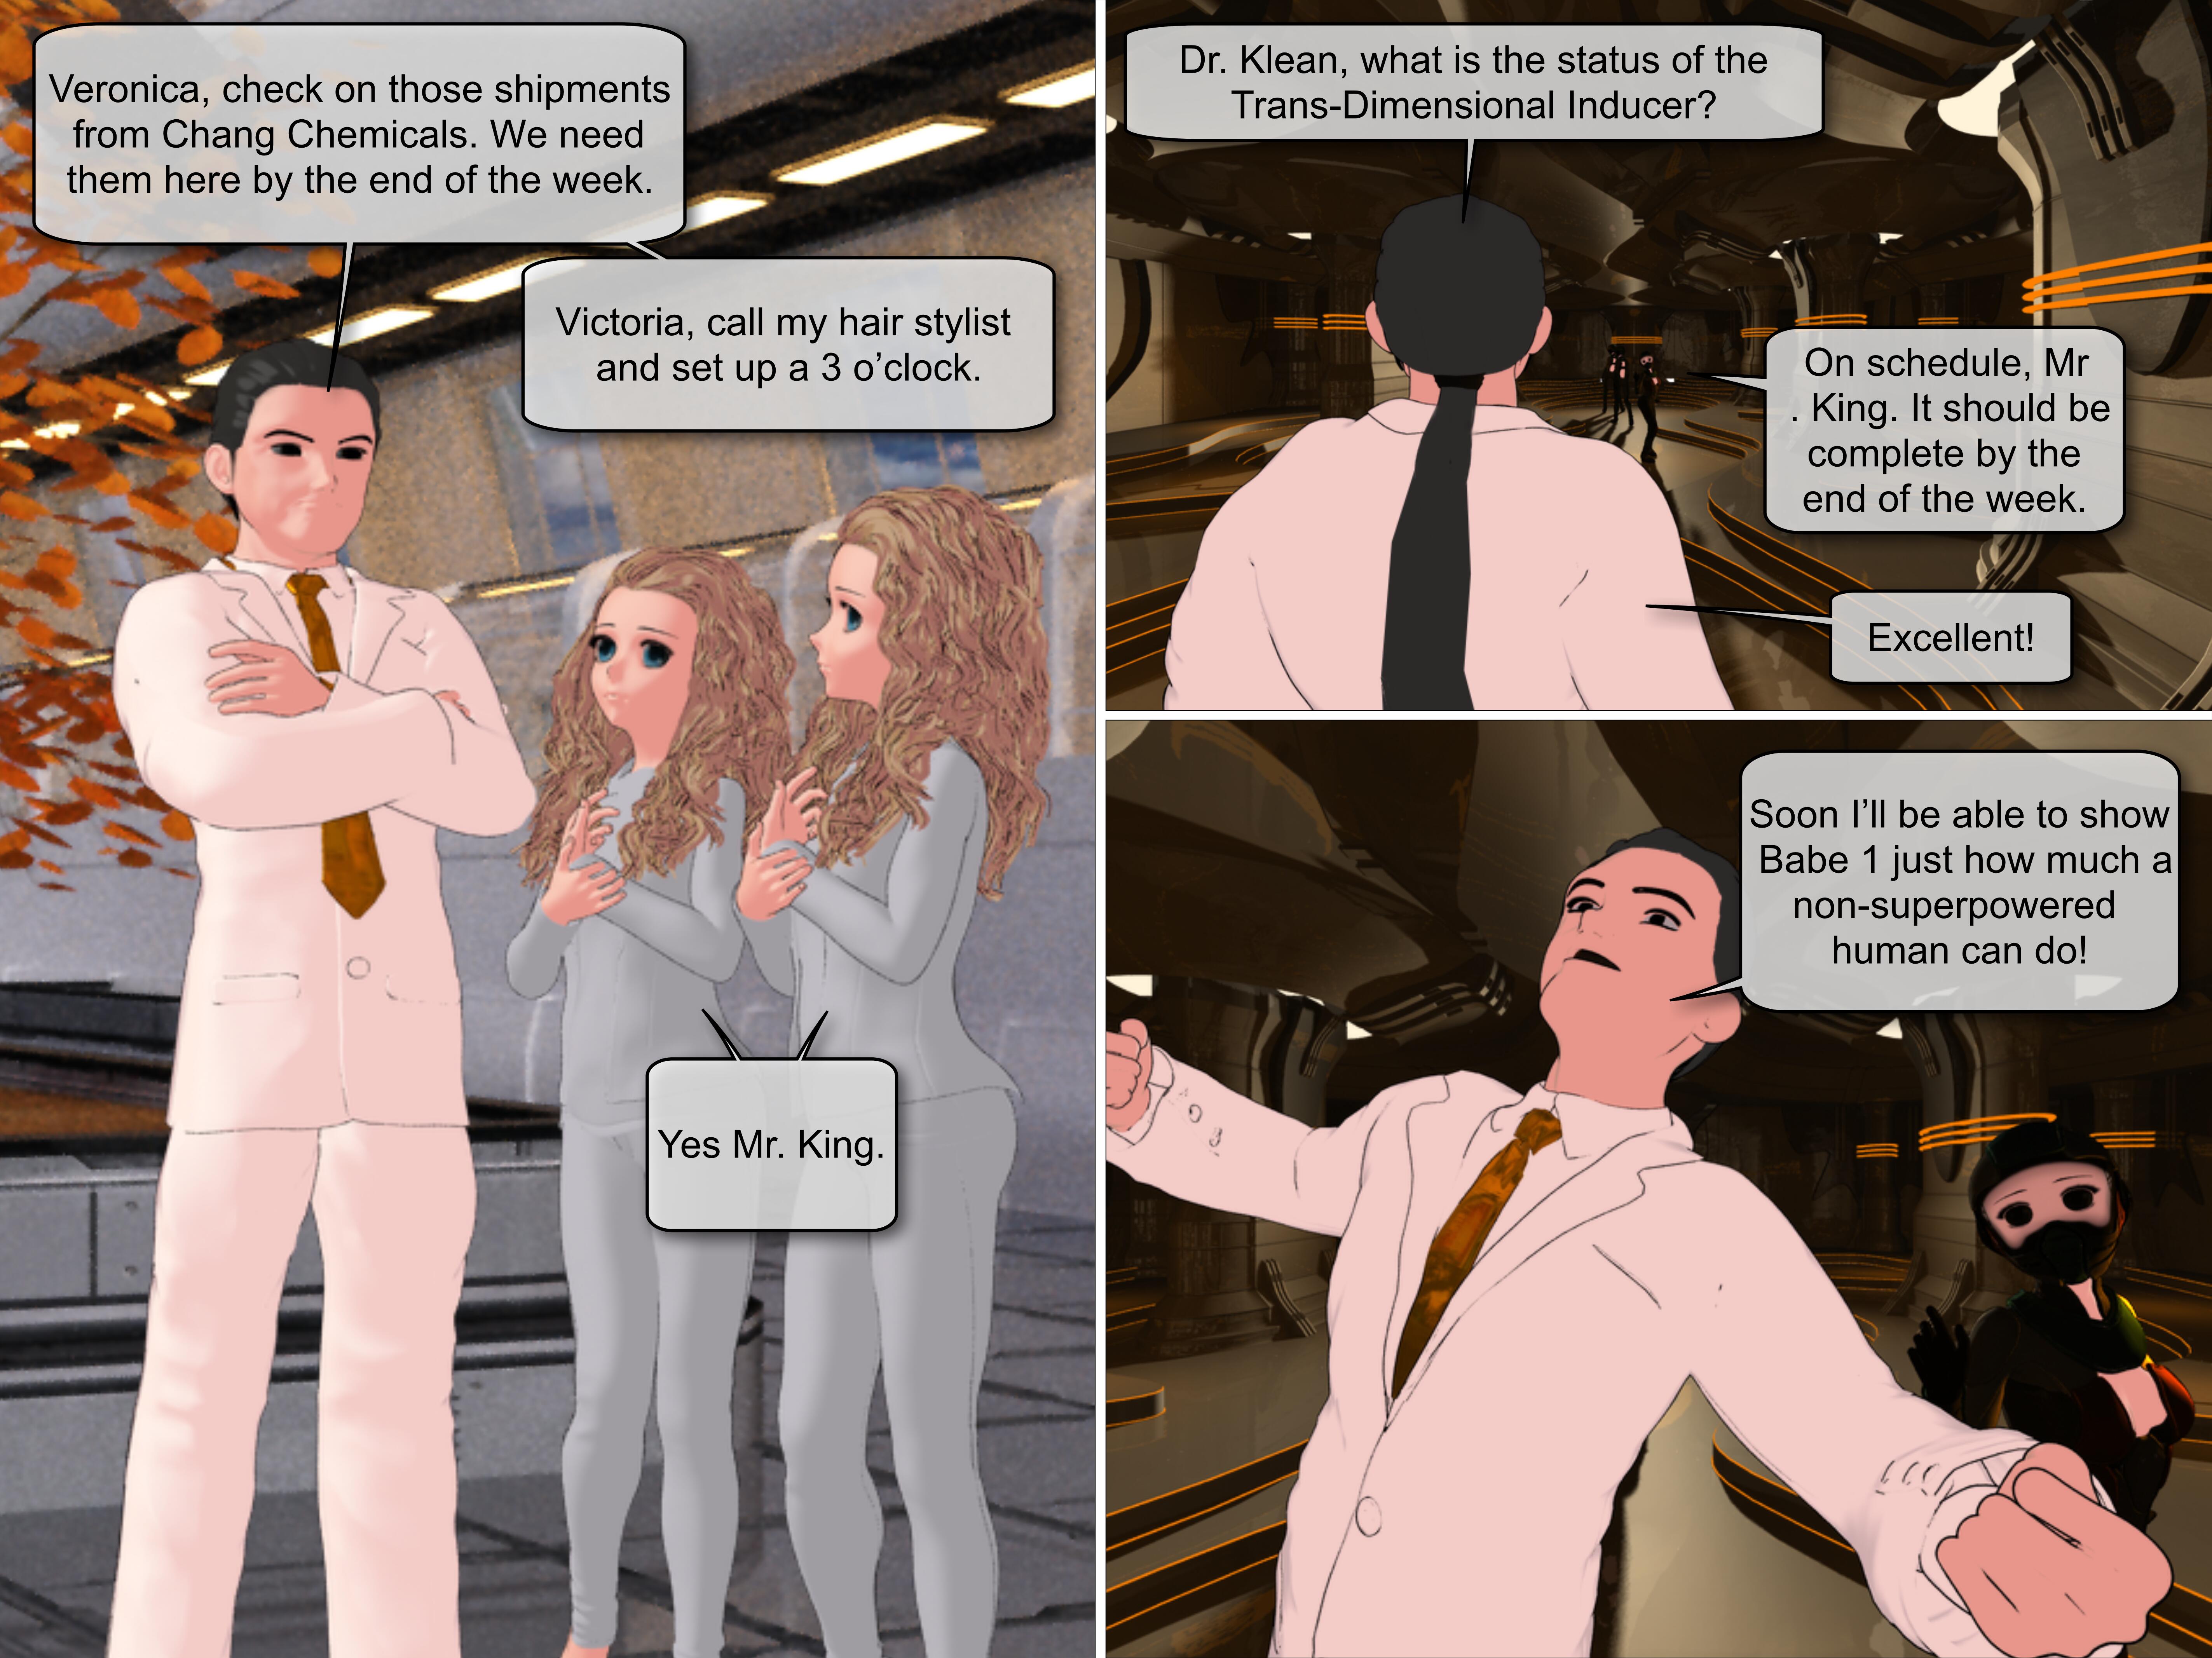 Veronica, check on those shipments
from Chang Chemicals. We need
them here by the end of the week.
Victoria, call my hair stylist
and set up a 3 o’clock.
Yes Mr. King.
Dr. Klean, what is the status of the
Trans-Dimensional Inducer?
On schedule, Mr
. King. It should be
complete by the
end of the week.
Excellent!
Soon I’ll be able to show
Babe 1 just how much a
non-superpowered
human can do!